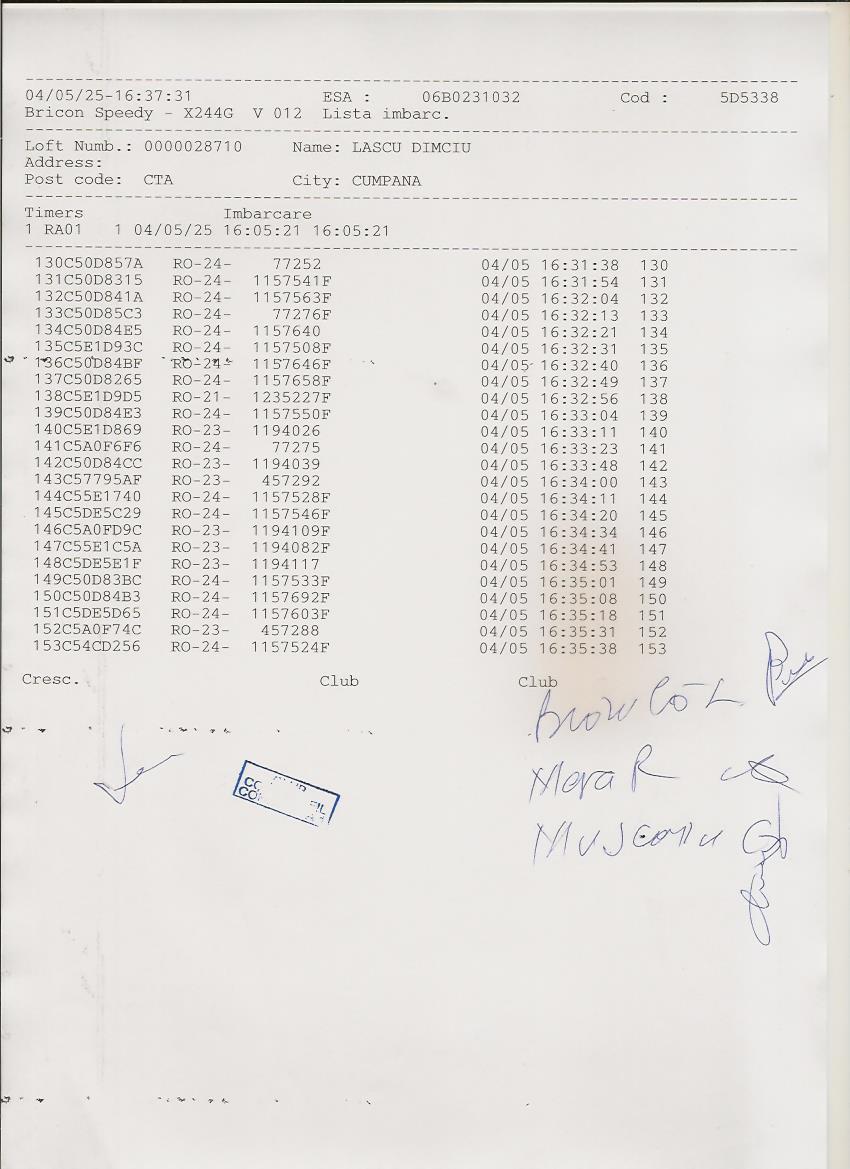 04/05/25-16:37:31 ESA : 06B0231032 Cod : 5D5338
Bricon Speedy - X244G V 012 Lista imbarc.
Loft Numb.: 0000028710 Name: LASCU DIMCIU
Address:
Post code: CTA City: CUMPANA
Timers Imbarcare
1 RA01 1 04/05/25 16:05:21 16:05:21
130C50D857A RO-24- 77252 04/05 16:31:38 130
131C50D8315 RO-24- 1157541F 04/05 16:31:54 131
132C50D841A RO-24- 1157563F 04/05 16:32:04 132
133C50D85C3 RO-24- 77276F 04/05 16:32:13 133
134C50D84E5 RO-24- 1157640 04/05 16:32:21 134
135C5E1D93C RO-24- 1157508F 04/05 16:32:31 135
136C50D84BF RO-24- 1157646F 04/05 16:32:40 136
137C50D8265 RO-24- 1157658F 04/05 16:32:49 137
138C5E1D9D5 RO-21- 1235227F 04/05 16:32:56 138
139C50D84E3 RO-24- 1157550F 04/05 16:33:04 139
140C5E1D869 RO-23- 1194026 04/05 16:33:11 140
141C5A0F6F6 RO-24- 77275 04/05 16:33:23 141
142C50D84CC RO-23- 1194039 04/05 16:33:48 142
143C57795AF RO-23- 457292 04/05 16:34:00 143
144C55E1740 RO-24- 1157528F 04/05 16:34:11 144
145C5DE5C29 RO-24- 1157546F 04/05 16:34:20 145
146C5A0FD9C RO-23- 1194109F 04/05 16:34:34 146
147C55E1C5A RO-23- 1194082F 04/05 16:34:41 147
148C5DE5E1F RO-23- 1194117 04/05 16:34:53 148
149C50D83BC RO-24- 1157533F 04/05 16:35:01 149
150C50D84B3 RO-24- 1157692F 04/05 16:35:08 150
151C5DE5D65 RO-24- 1157603F 04/05 16:35:18 151
152C5A0F74C RO-23- 457288 04/05 16:35:31 152
153C54CD256 RO-24- 1157524F 04/05 16:35:38 153
Cresc. Club Club